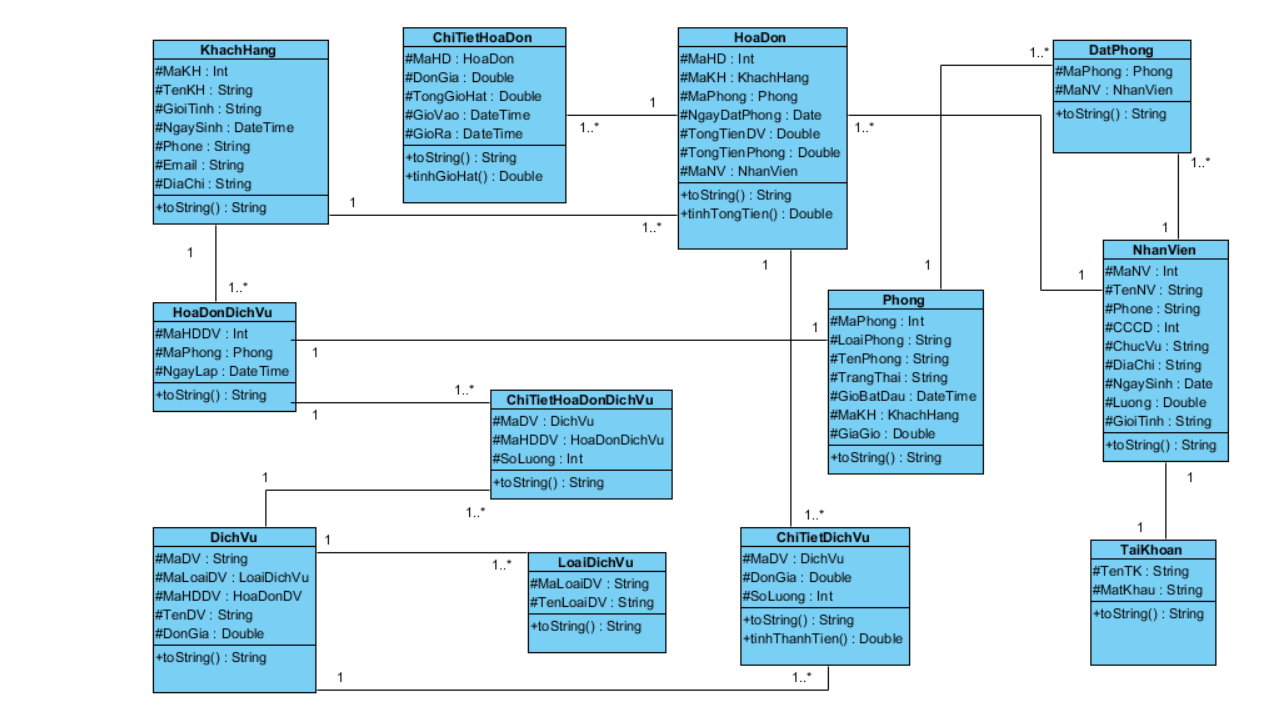 KhachHang
#MaKH : Int
#TenKH : String
#GioiTinh : String
#NgaySinh : DateTime
#Phone : String
#Email : String
#DiaChi : String
+toString() : String
ChiTietHoaDon
#MaHD : HoaDon
#DonGia : Double
#TongGioHat : Double
#GioVao : DateTime
#GioRa : DateTime
+toString() : String
+tinhGioHat() : Double
HoaDon
#MaHD : Int
#MaKH : KhachHang
#MaPhong : Phong
#NgayDatPhong : Date
#TongTienDV : Double
#TongTienPhong : Double
#MaNV : NhanVien
+toString() : String
+tinhTongTien() : Double
DatPhong
#MaPhong : Phong
#MaNV : NhanVien
+toString() : String
1
1..*
1..*
1..*
1..*
1
1..*
1
1..*
1
1
1
1
NhanVien
#MaNV : Int
#TenNV : String
#Phone : String
#CCCD : Int
#ChucVu : String
#DiaChi : String
#NgaySinh : Date
#Luong : Double
#GioiTinh : String
+toString() : String
HoaDonDichVu
#MaHDDV : Int
#MaPhong : Phong
#NgayLap : DateTime
+toString() : String
Phong
#MaPhong : Int
#LoaiPhong : String
#TenPhong : String
#TrangThai : String
#GioBatDau : DateTime
#MaKH : KhachHang
#GiaGio : Double
+toString() : String
1
1
1..*
1
ChiTietHoaDonDichVu
#MaDV : DichVu
#MaHDDV : HoaDonDichVu
#SoLuong : Int
+toString() : String
1
1..*
1..*
1
1
DichVu
#MaDV : String
#MaLoaiDV : LoaiDichVu
#MaHDDV : HoaDonDV
#TenDV : String
#DonGia : Double
+toString() : String
1
1..*
LoaiDichVu
#MaLoaiDV : String
#TenLoaiDV : String
+toString() : String
ChiTietDichVu
#MaDV : DichVu
#DonGia : Double
#SoLuong : Int
+toString() : String
+tinhThanhTien() : Double
TaiKhoan
#TenTK : String
#MatKhau : String
+toString() : String
1
1..*